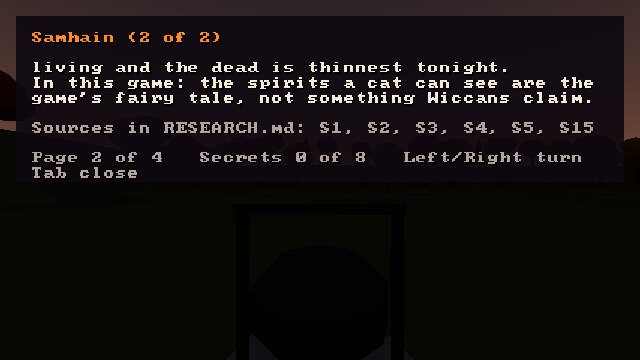 Samhain (2 of 2)
living and the dead is thinnest tonight.
In this game: the spirits a cat can see are the
game's fairy tale, not something Wiccans claim.
Sources in RESEARCH.md: S1, S2, S3, S4, S5, S15
Page 2 of 4   Secrets 0 of 8   Left/Right turn
Tab close